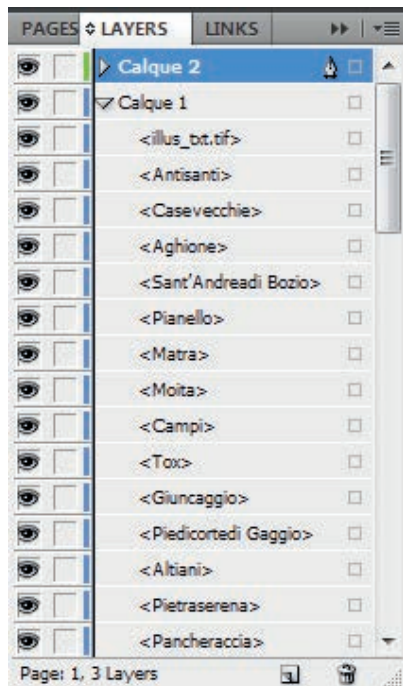 PAGES LAYERS LINKS
Calque 2
Calque 1
<illus_txt.tif>
<Antisanti>
<Casevecchie>
<Aghione>
<Sant'Andreadi Bozio>
<Pianello>
<Matra>
<Moita>
<Campi>
<Tox>
<Giuncaggio>
<Piedicortedi Gaggio>
<Altiani>
<Pietraserena>
<Pancheraccia>
Page: 1, 3 Layers